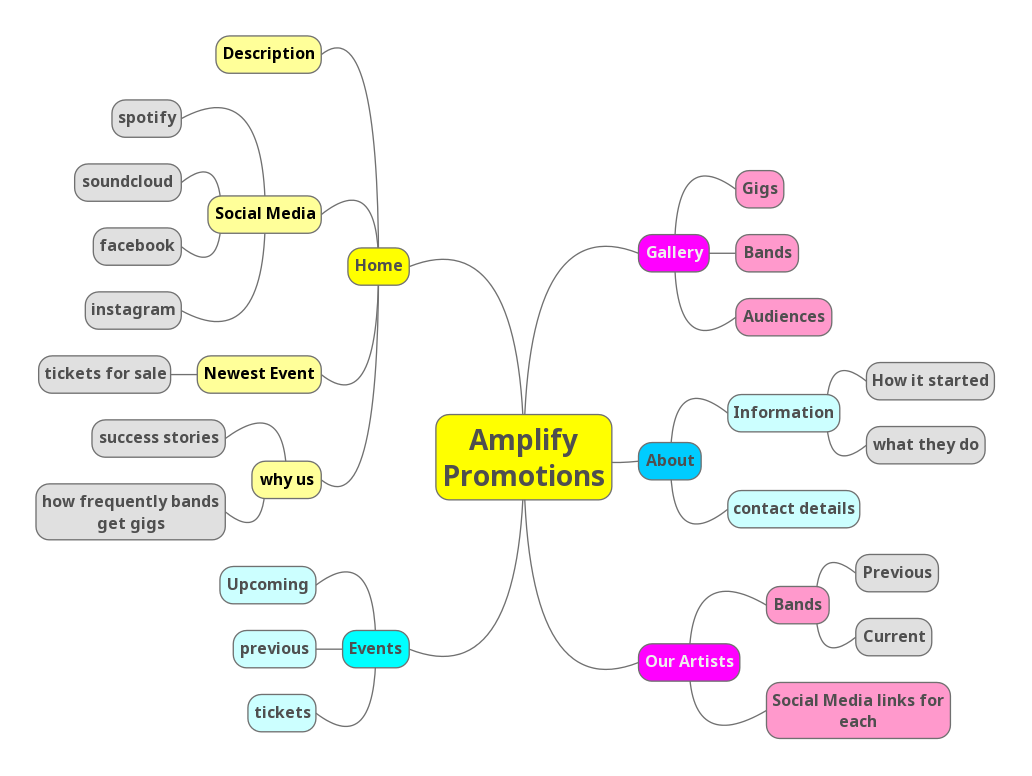 Amplify
Promotions
Home
Description
Social Media
spotify
soundcloud
facebook
instagram
Newest Event
tickets for sale
why us
success stories
how frequently bands
get gigs
Events
Upcoming
previous
tickets
Gallery
Gigs
Bands
Audiences
About
Information
How it started
what they do
contact details
Our Artists
Bands
Previous
Current
Social Media links for
each